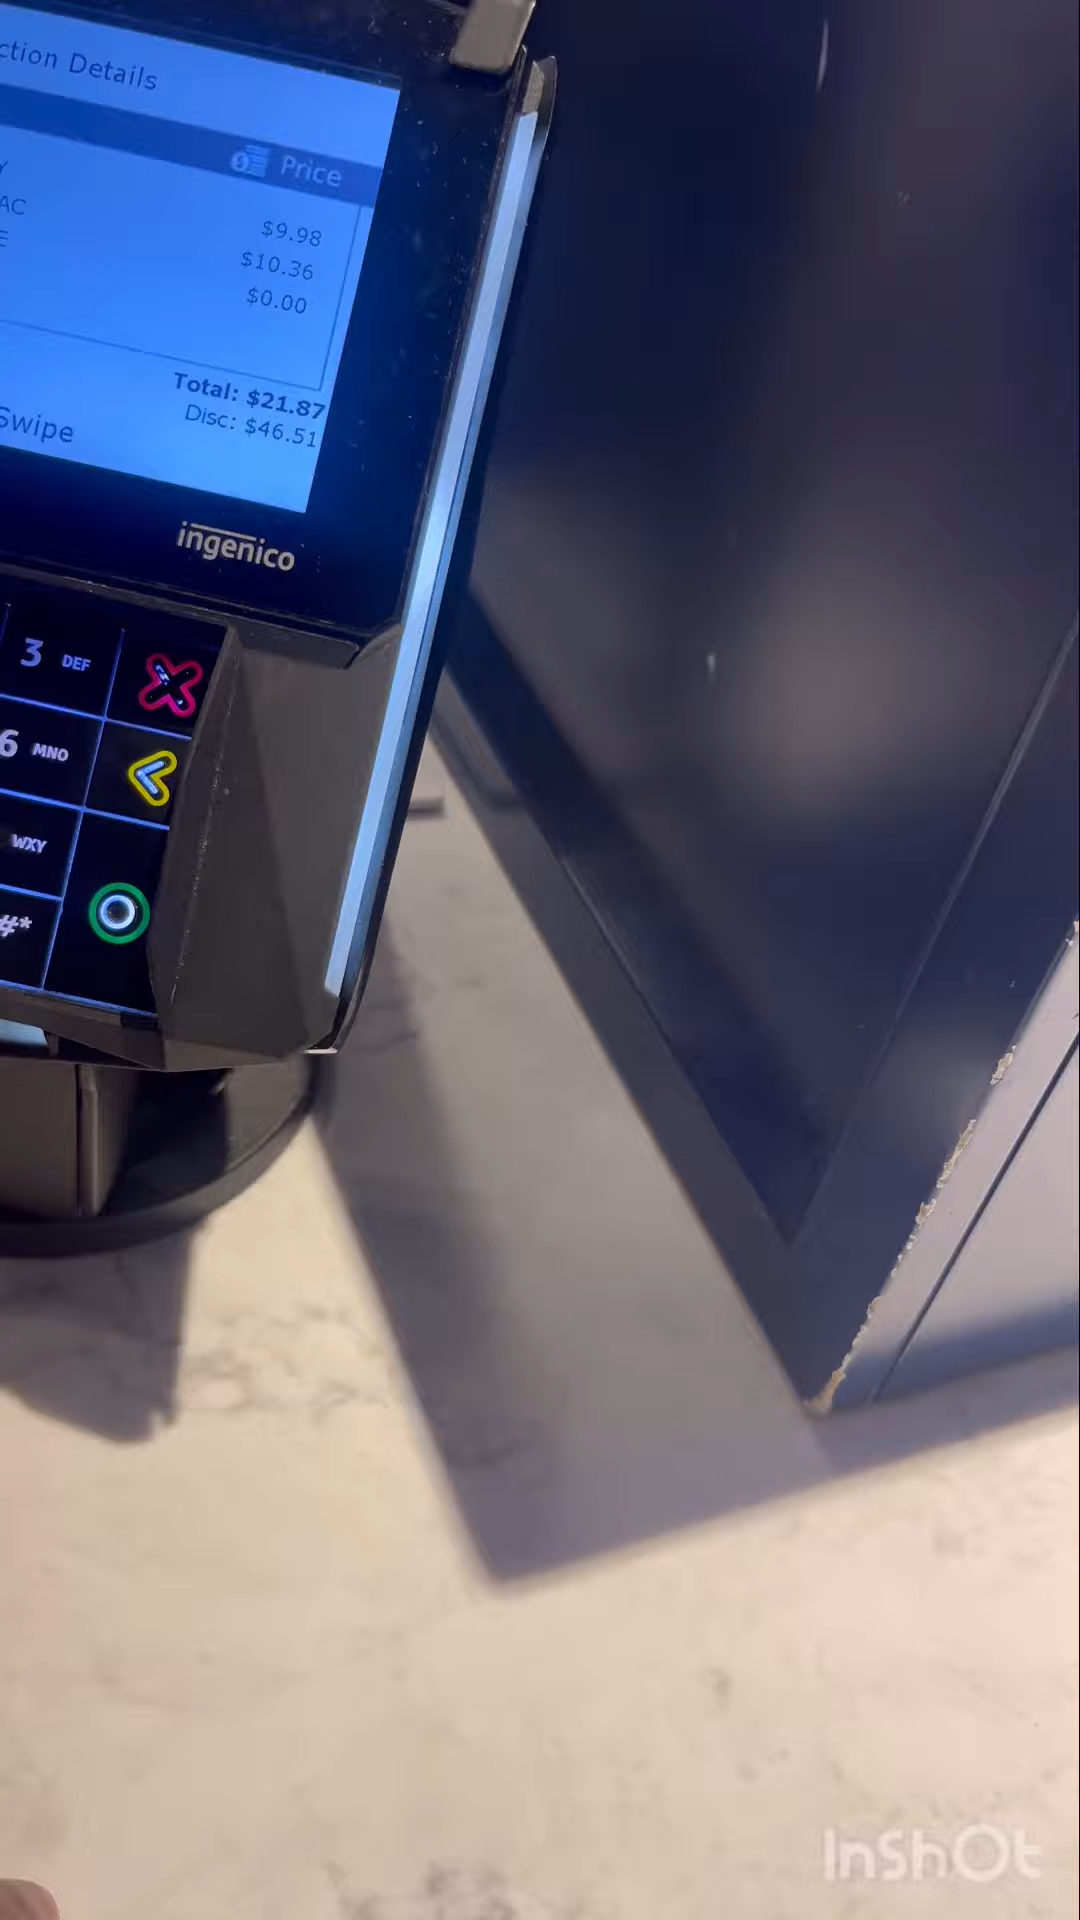 ction Details
Price
Y
AC $9.98
E $10.36
$0.00
Total: $21.87
Disc: $46.51
Swipe
ingenico
3 DEF
6 MNO
WXY
#*
InShOt